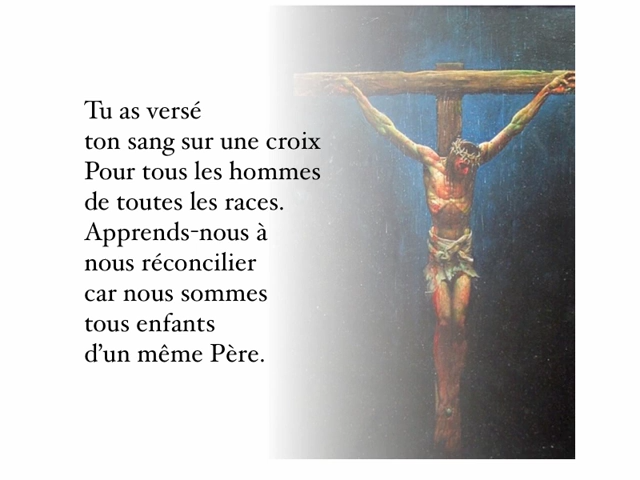 Tu as versé
ton sang sur une croix
Pour tous les hommes
de toutes les races.
Apprends-nous à
nous réconcilier
car nous sommes
tous enfants
d’un même Père.